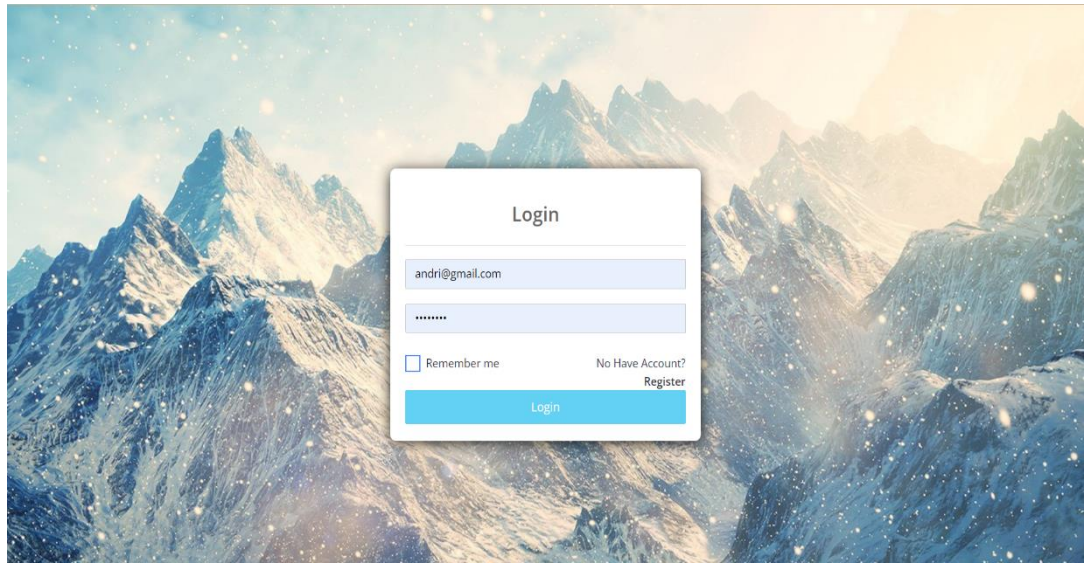 Login
andri@gmail.com
••••••••
Remember me
No Have Account?
Register
Login